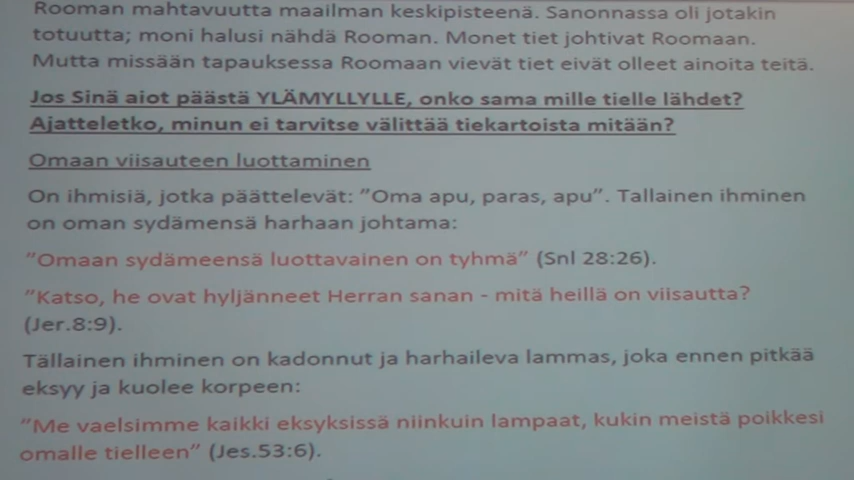 Rooman mahtavuutta maailman keskipisteenä. Sanonnassa oli jotakin
totuutta; moni halusi nähdä Rooman. Monet tiet johtivat Roomaan.
Mutta missään tapauksessa Roomaan vievät tiet eivät olleet ainoita teitä.
Jos Sinä aiot päästä YLÄMYLLYLLE, onko sama mille tielle lähdet?
Ajatteletko, minun ei tarvitse välittää tiekartoista mitään?
Omaan viisauteen luottaminen
On ihmisiä, jotka päättelevät: ”Oma apu, paras, apu”. Tallainen ihminen
on oman sydämensä harhaan johtama:
”Omaan sydämeensä luottavainen on tyhmä” (Snl 28:26).
”Katso, he ovat hyljänneet Herran sanan - mitä heillä on viisautta?
(Jer.8:9).
Tällainen ihminen on kadonnut ja harhaileva lammas, joka ennen pitkää
eksyy ja kuolee korpeen:
”Me vaelsimme kaikki eksyksissä niinkuin lampaat, kukin meistä poikkesi
omalle tielleen” (Jes.53:6).